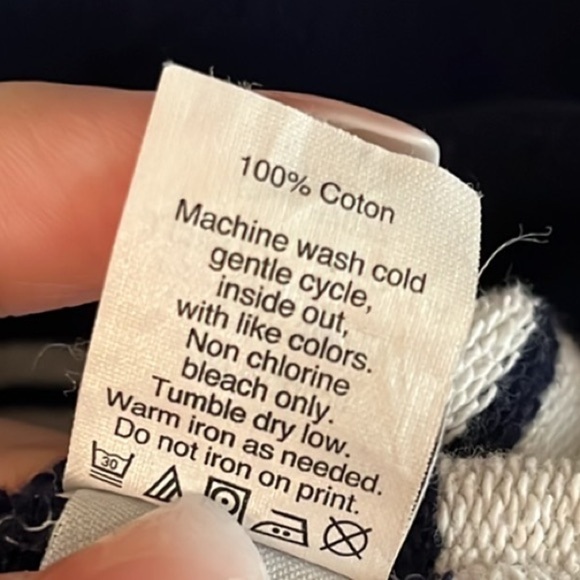 100% Coton
Machine wash cold
gentle cycle,
inside out,
with like colors.
Non chlorine
bleach only.
Tumble dry low.
Warm iron as needed.
Do not iron on print.
30